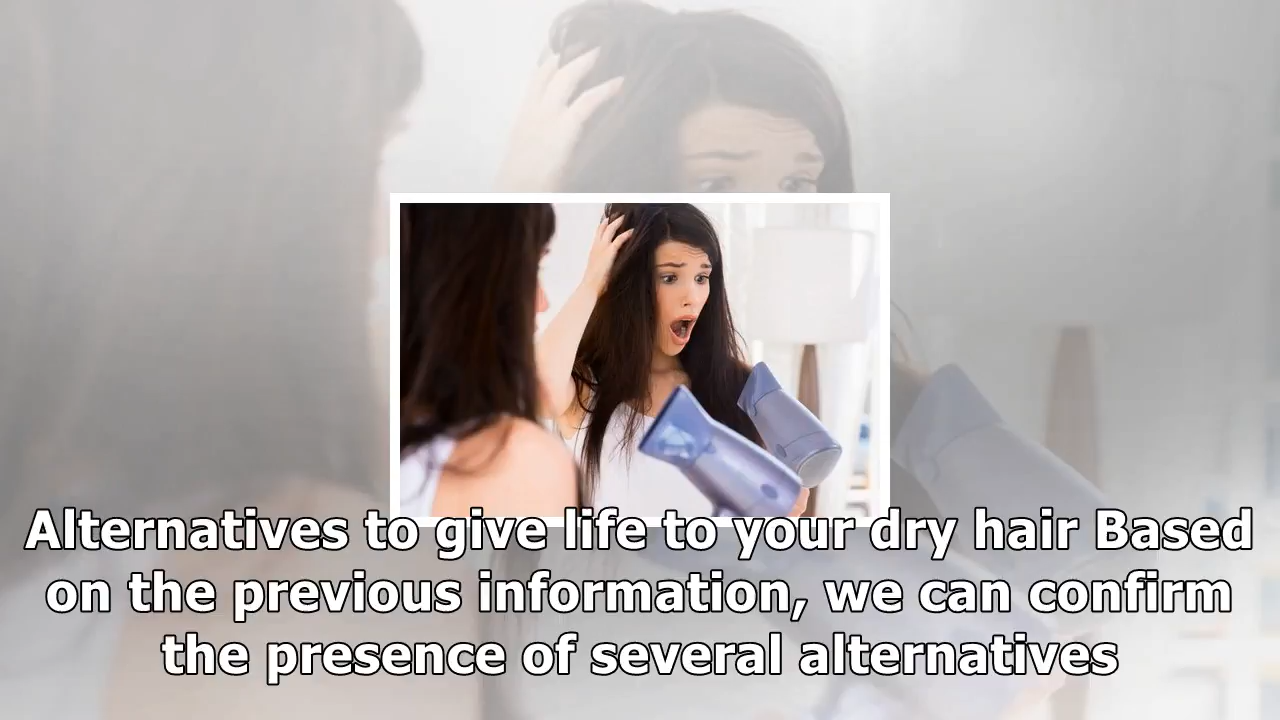 Alternatives to give life to your dry hair Based
on the previous information, we can confirm
the presence of several alternatives